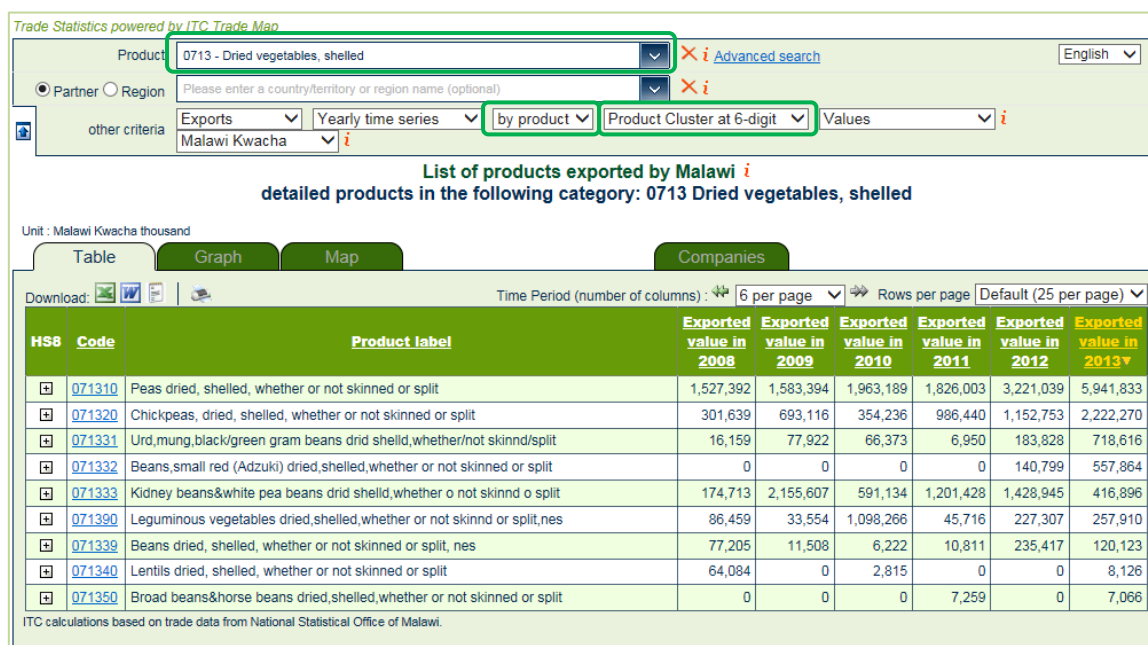 Trade Statistics powered by ITC Trade Map
Product 0713 - Dried vegetables, shelled i Advanced search English
Partner Region Please enter a country/territory or region name (optional) i
other criteria Exports Yearly time series by product Product Cluster at 6-digit Values i
Malawi Kwacha i
List of products exported by Malawi i
detailed products in the following category: 0713 Dried vegetables, shelled
Unit : Malawi Kwacha thousand
Table Graph Map Companies
Download: Time Period (number of columns) : 6 per page Rows per page Default (25 per page)
HS8 Code Product label Exported value in 2008 Exported value in 2009 Exported value in 2010 Exported value in 2011 Exported value in 2012 Exported value in 2013▼
071310 Peas dried, shelled, whether or not skinned or split 1,527,392 1,583,394 1,963,189 1,826,003 3,221,039 5,941,833
071320 Chickpeas, dried, shelled, whether or not skinned or split 301,639 693,116 354,236 986,440 1,152,753 2,222,270
071331 Urd,mung,black/green gram beans drid shelld,whether/not skinnd/split 16,159 77,922 66,373 6,950 183,828 718,616
071332 Beans,small red (Adzuki) dried,shelled,whether or not skinned or split 0 0 0 0 140,799 557,864
071333 Kidney beans&white pea beans drid shelld,whether o not skinnd o split 174,713 2,155,607 591,134 1,201,428 1,428,945 416,896
071390 Leguminous vegetables dried,shelled,whether or not skinnd or split,nes 86,459 33,554 1,098,266 45,716 227,307 257,910
071339 Beans dried, shelled, whether or not skinned or split, nes 77,205 11,508 6,222 10,811 235,417 120,123
071340 Lentils dried, shelled, whether or not skinned or split 64,084 0 2,815 0 0 8,126
071350 Broad beans&horse beans dried,shelled,whether or not skinned or split 0 0 0 7,259 0 7,066
ITC calculations based on trade data from National Statistical Office of Malawi.